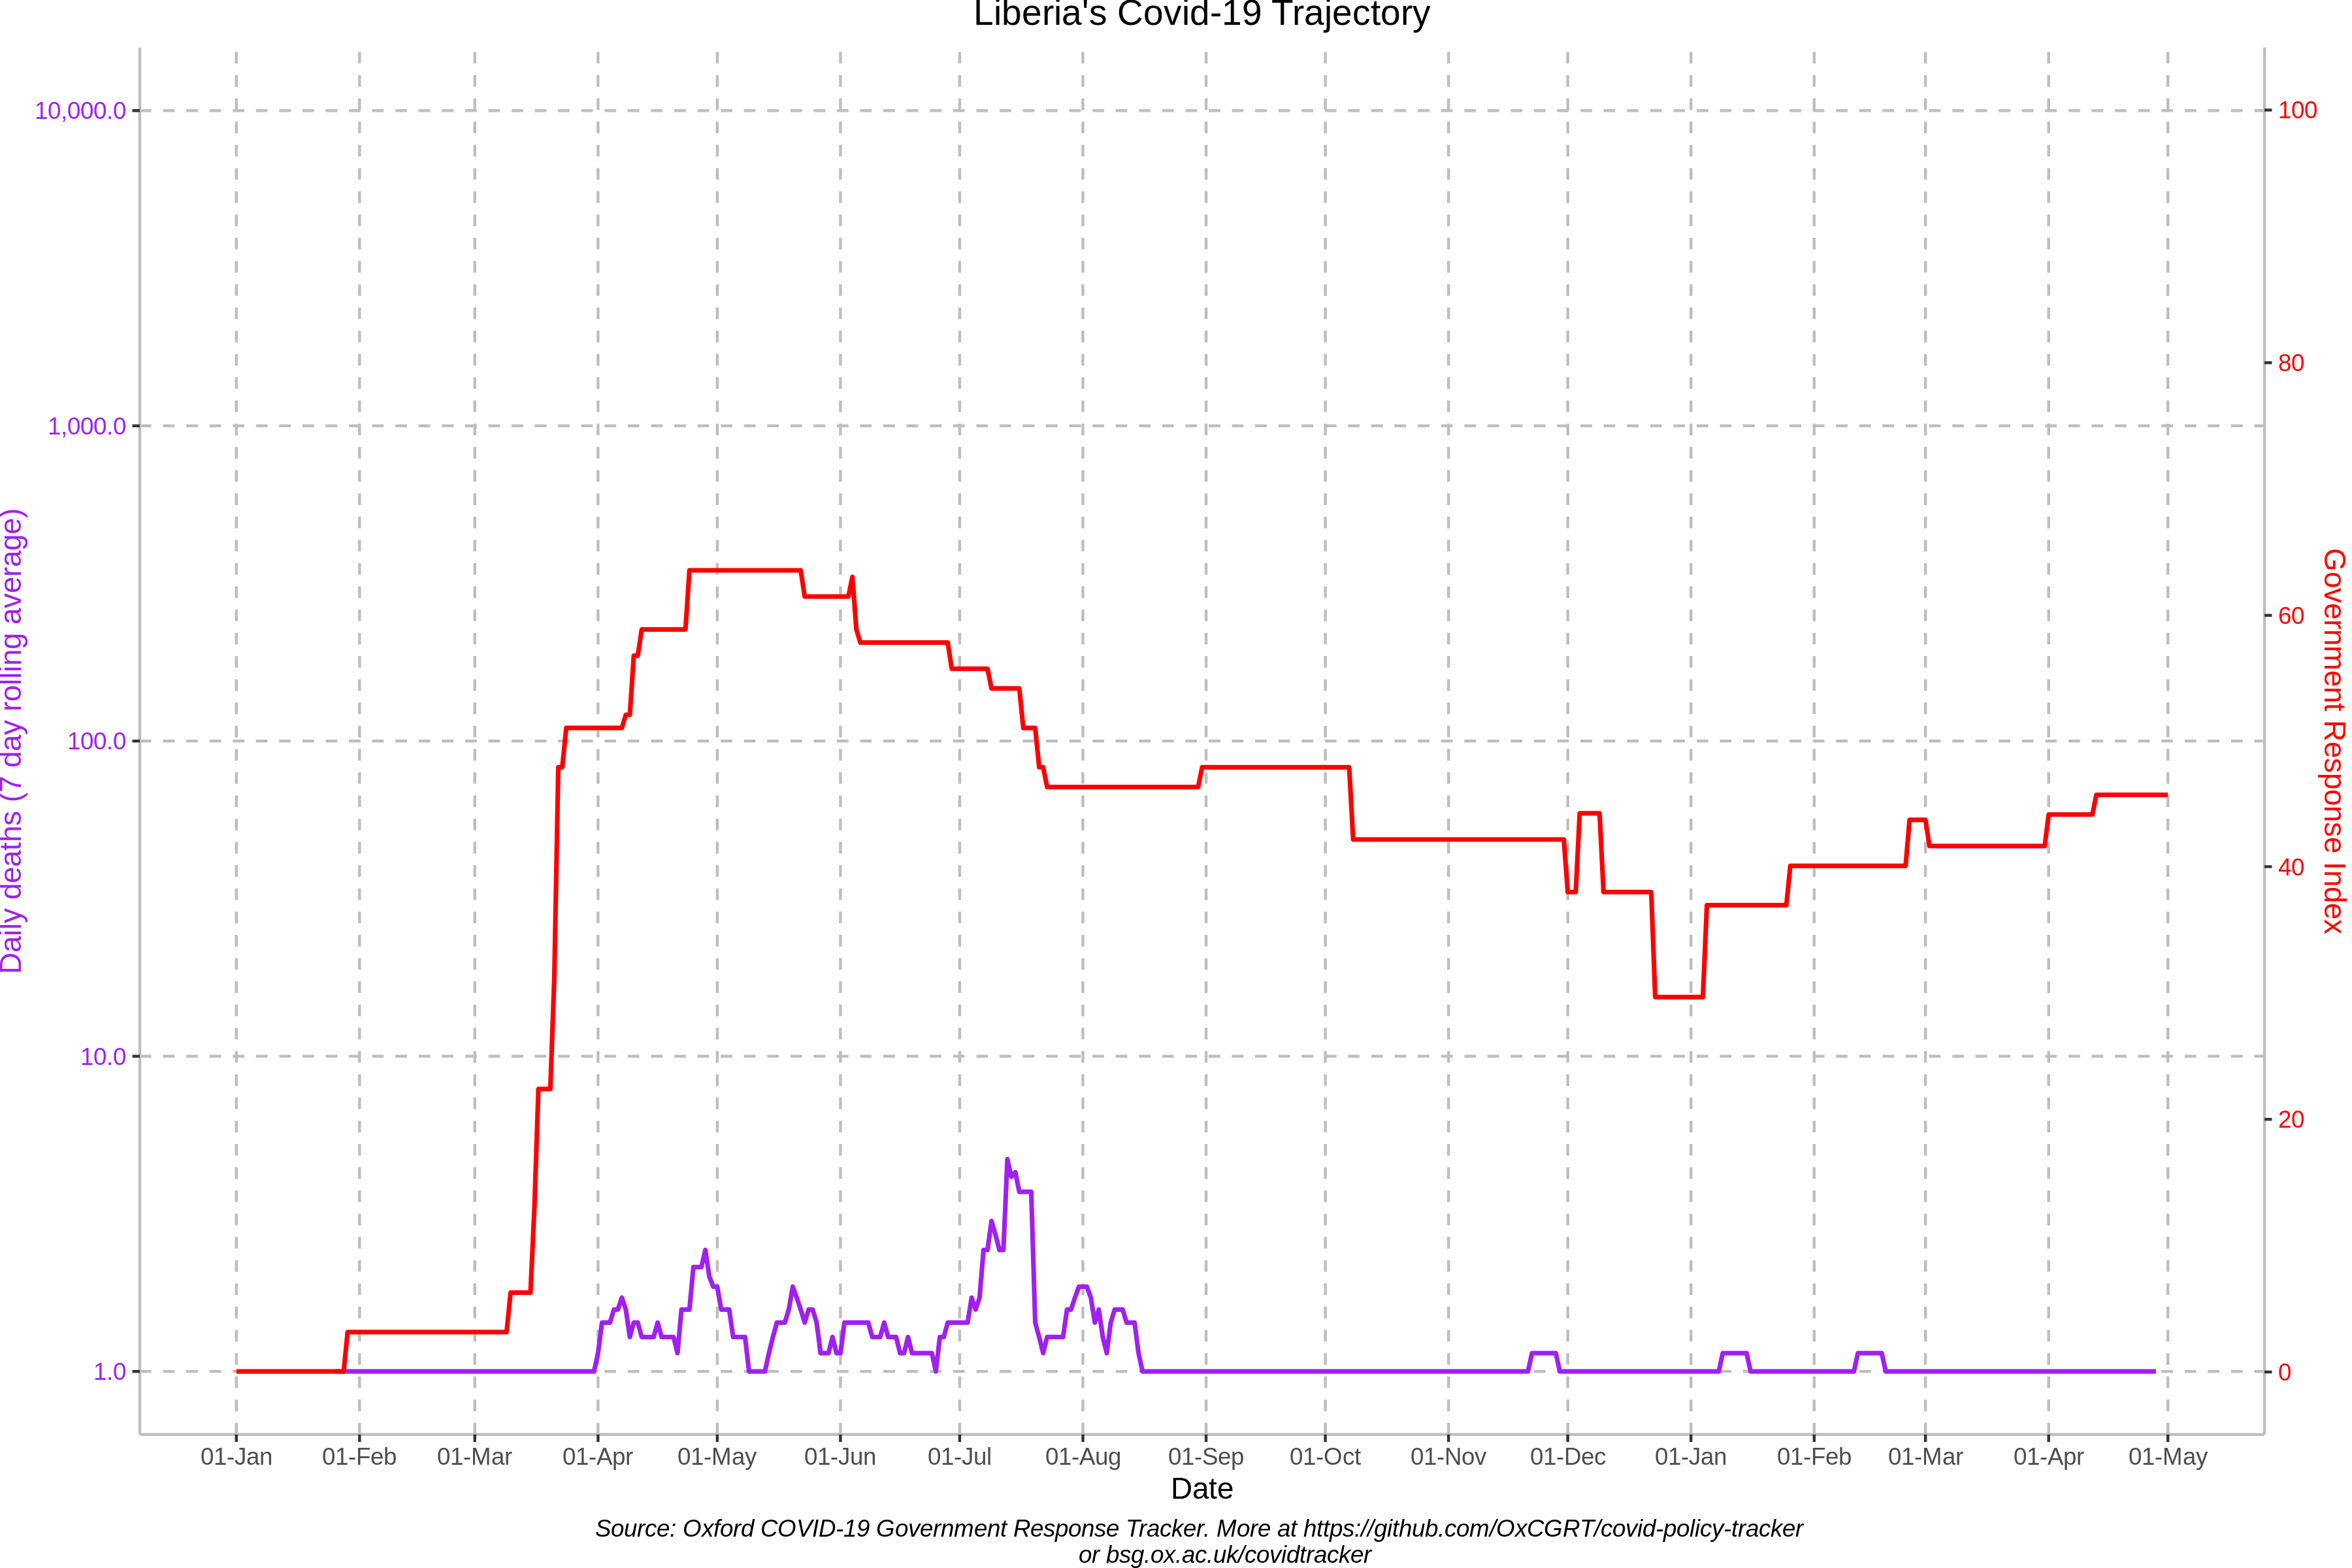 Liberia's Covid-19 Trajectory
10,000.0
1,000.0
100.0
10.0
1.0
Daily deaths (7 day rolling average)
100
80
60
40
20
0
Government Response Index
01-Jan 01-Feb 01-Mar 01-Apr 01-May 01-Jun 01-Jul 01-Aug 01-Sep 01-Oct 01-Nov 01-Dec 01-Jan 01-Feb 01-Mar 01-Apr 01-May
Date
Source: Oxford COVID-19 Government Response Tracker. More at https://github.com/OxCGRT/covid-policy-tracker
or bsg.ox.ac.uk/covidtracker